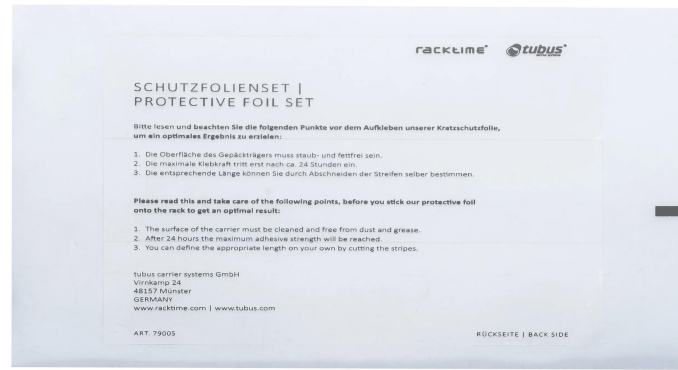 racktime tubus
SCHUTZFOLIENSET |
PROTECTIVE FOIL SET
Bitte lesen und beachten Sie die folgenden Punkte vor dem Aufkleben unserer Kratzschutzfolie,
um ein optimales Ergebnis zu erzielen:
1. Die Oberfläche des Gepäckträgers muss staub- und fettfrei sein.
2. Die maximale Klebkraft tritt erst nach ca. 24 Stunden ein.
3. Die entsprechende Länge können Sie durch Abschneiden der Streifen selber bestimmen.
Please read this and take care of the following points, before you stick our protective foil
onto the rack to get an optimal result:
1. The surface of the carrier must be cleaned and free from dust and grease.
2. After 24 hours the maximum adhesive strength will be reached.
3. You can define the appropriate length on your own by cutting the stripes.
tubus carrier systems GmbH
Virnkamp 24
48157 Münster
GERMANY
www.racktime.com | www.tubus.com
ART. 79005 RÜCKSEITE | BACK SIDE